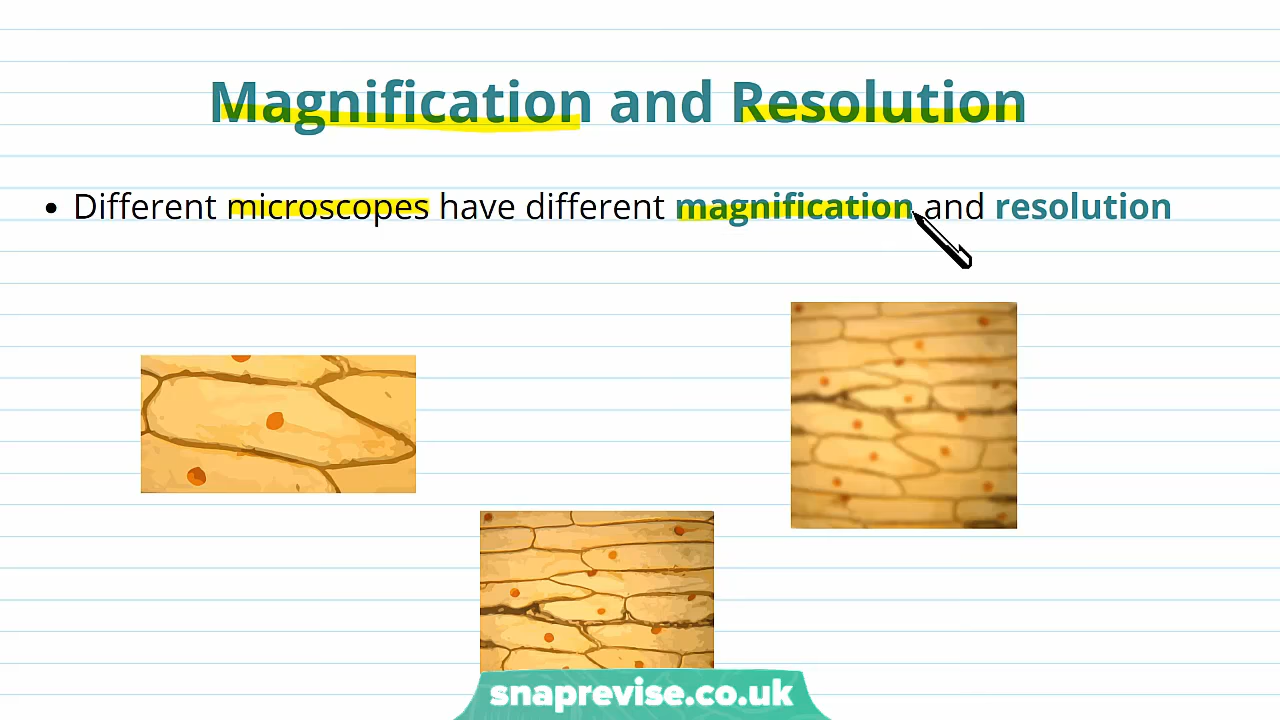 Magnification and Resolution
• Different microscopes have different magnification and resolution
snaprevise.co.uk